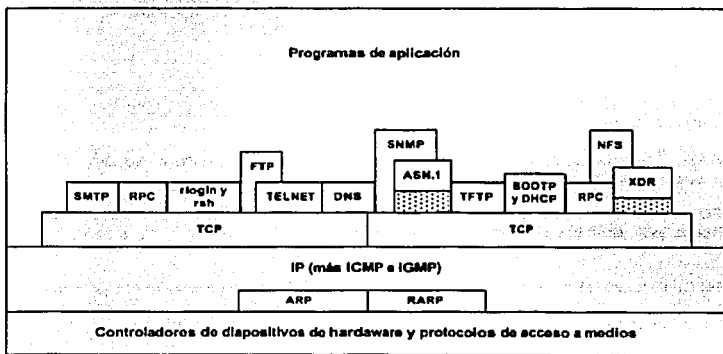 Programas de aplicación
SNMP
NFS
FTP
ASN.1
XDR
SMTP
RPC
rlogin y
rsh
TELNET
DNS
TFTP
BOOTP
y DHCP
RPC
TCP
TCP
IP (más ICMP e IGMP)
ARP
RARP
Controladores de dispositivos de hardaware y protocolos de acceso a medios